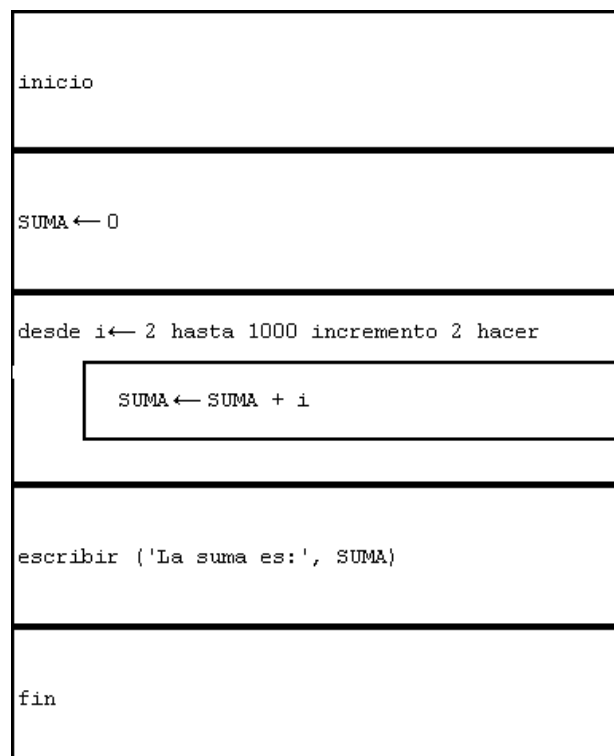 inicio
SUMA ← 0
desde i ← 2 hasta 1000 incremento 2 hacer
SUMA ← SUMA + i
escribir ('La suma es:', SUMA)
fin